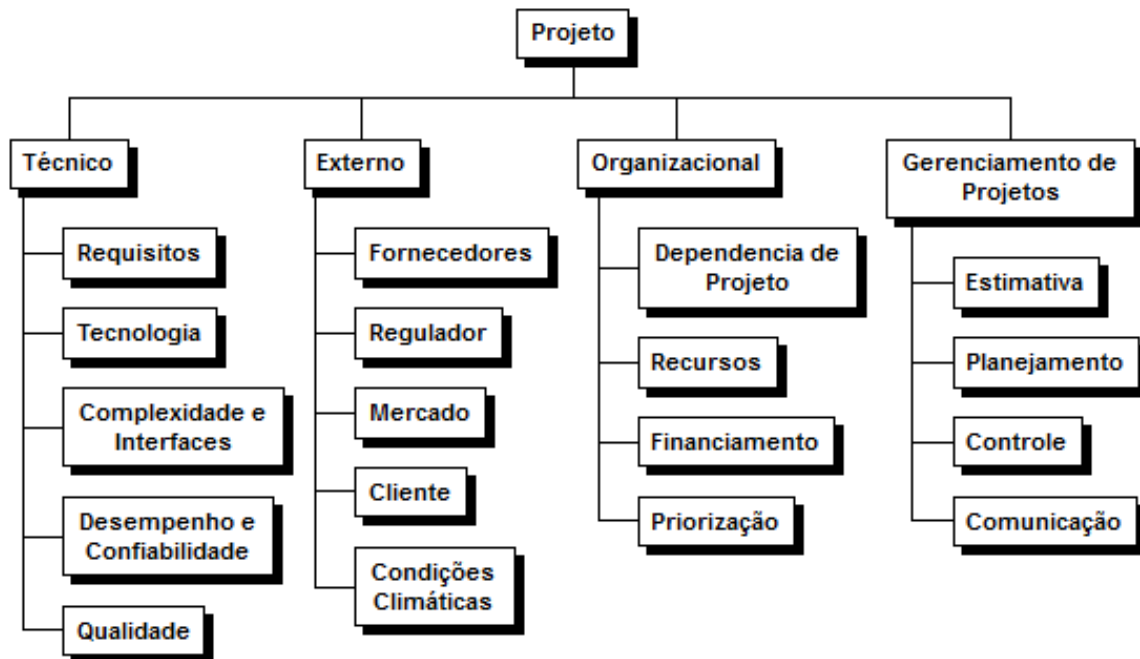 Projeto
Técnico
Externo
Organizacional
Gerenciamento de
Projetos
Requisitos
Tecnologia
Complexidade e
Interfaces
Desempenho e
Confiabilidade
Qualidade
Fornecedores
Regulador
Mercado
Cliente
Condições
Climáticas
Dependencia de
Projeto
Recursos
Financiamento
Priorização
Estimativa
Planejamento
Controle
Comunicação